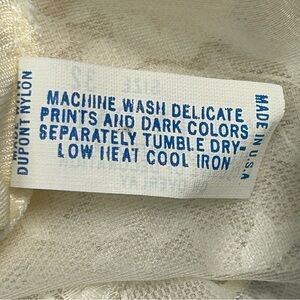 DUPONT NYLON
MACHINE WASH DELICATE
PRINTS AND DARK COLORS
SEPARATELY TUMBLE DRY-
LOW HEAT COOL IRON
MADE IN U.S.A